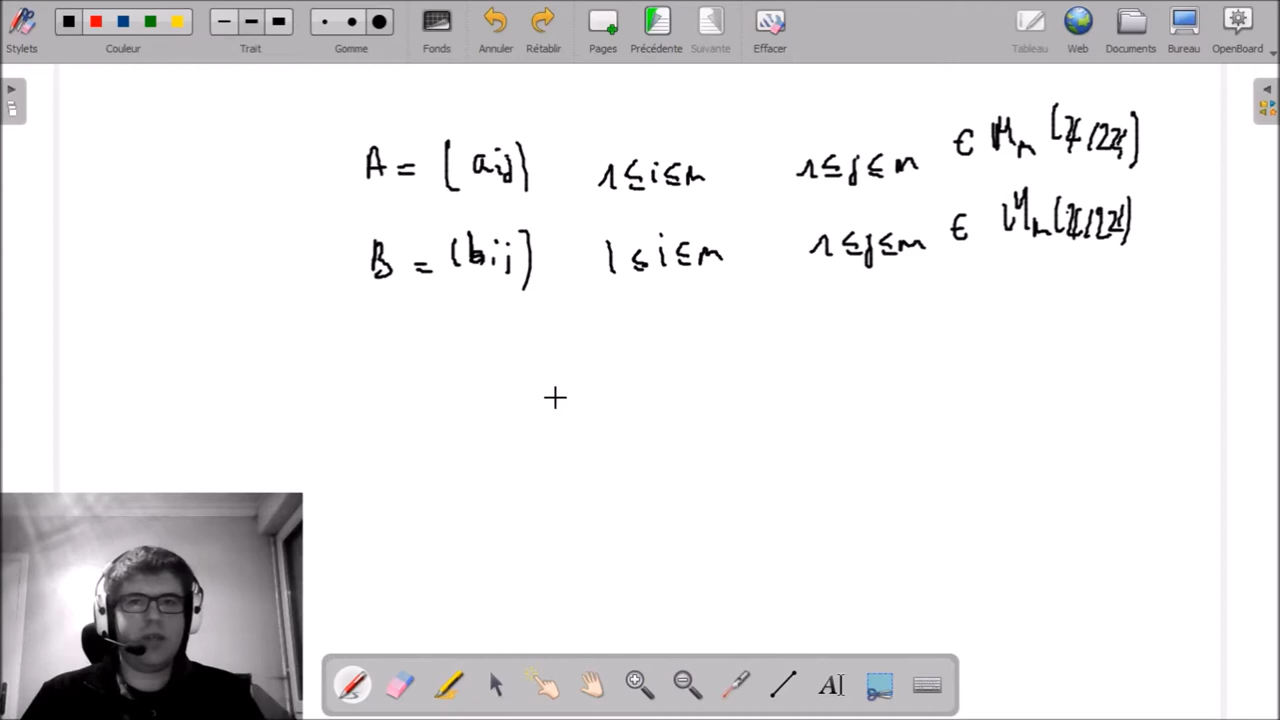 Stylets Couleur Trait Gomme Fonds Annuler Rétablir Pages Précédente Suivante Effacer Tableau Web Documents Bureau OpenBoard
A = (aij) 1≤i≤n 1≤j≤n ∈ Mn (ℤ/2ℤ)
B = (bij) 1≤i≤n 1≤j≤n ∈ Mn(ℤ/2ℤ)
AI